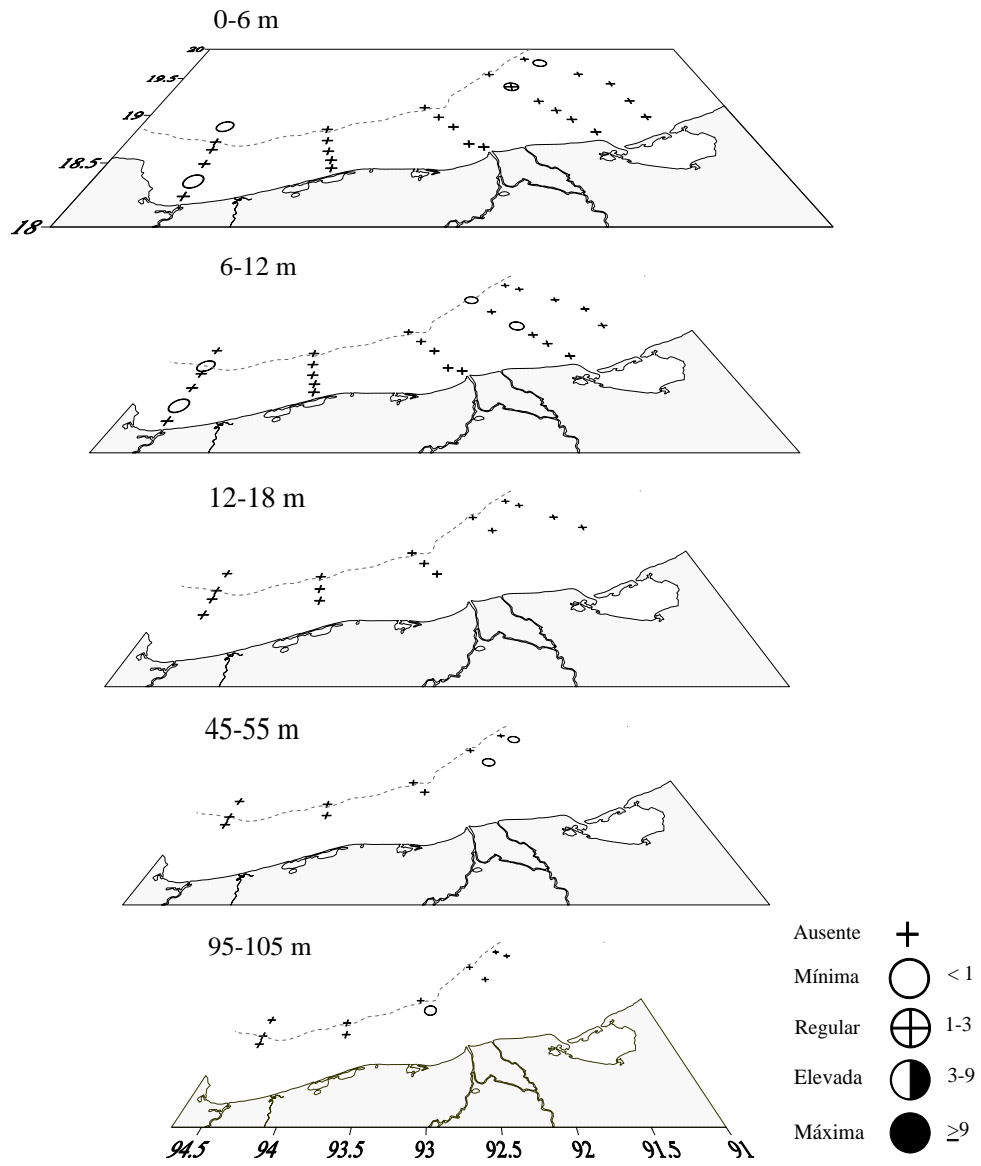 0-6 m
20
19.5
19
18.5
18
6-12 m
12-18 m
45-55 m
95-105 m
Ausente
Mínima < 1
Regular 1-3
Elevada 3-9
Máxima ≥9
94.5 94 93.5 93 92.5 92 91.5 91